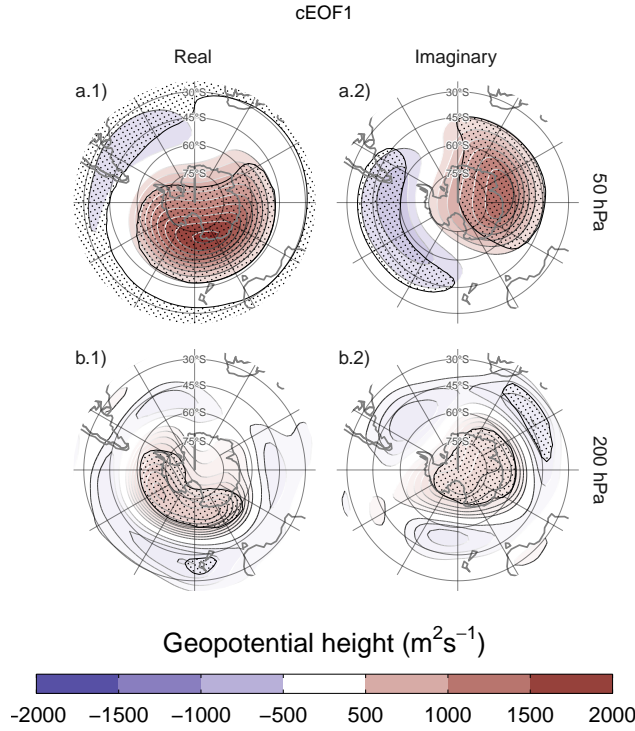 cEOF1
Real
Imaginary
a.1)
a.2)
30°S
45°S
60°S
75°S
30°S
45°S
60°S
75°S
50 hPa
b.1)
b.2)
30°S
45°S
60°S
75°S
30°S
45°S
60°S
75°S
200 hPa
Geopotential height (m²s⁻¹)
−2000 −1500 −1000 −500 500 1000 1500 2000